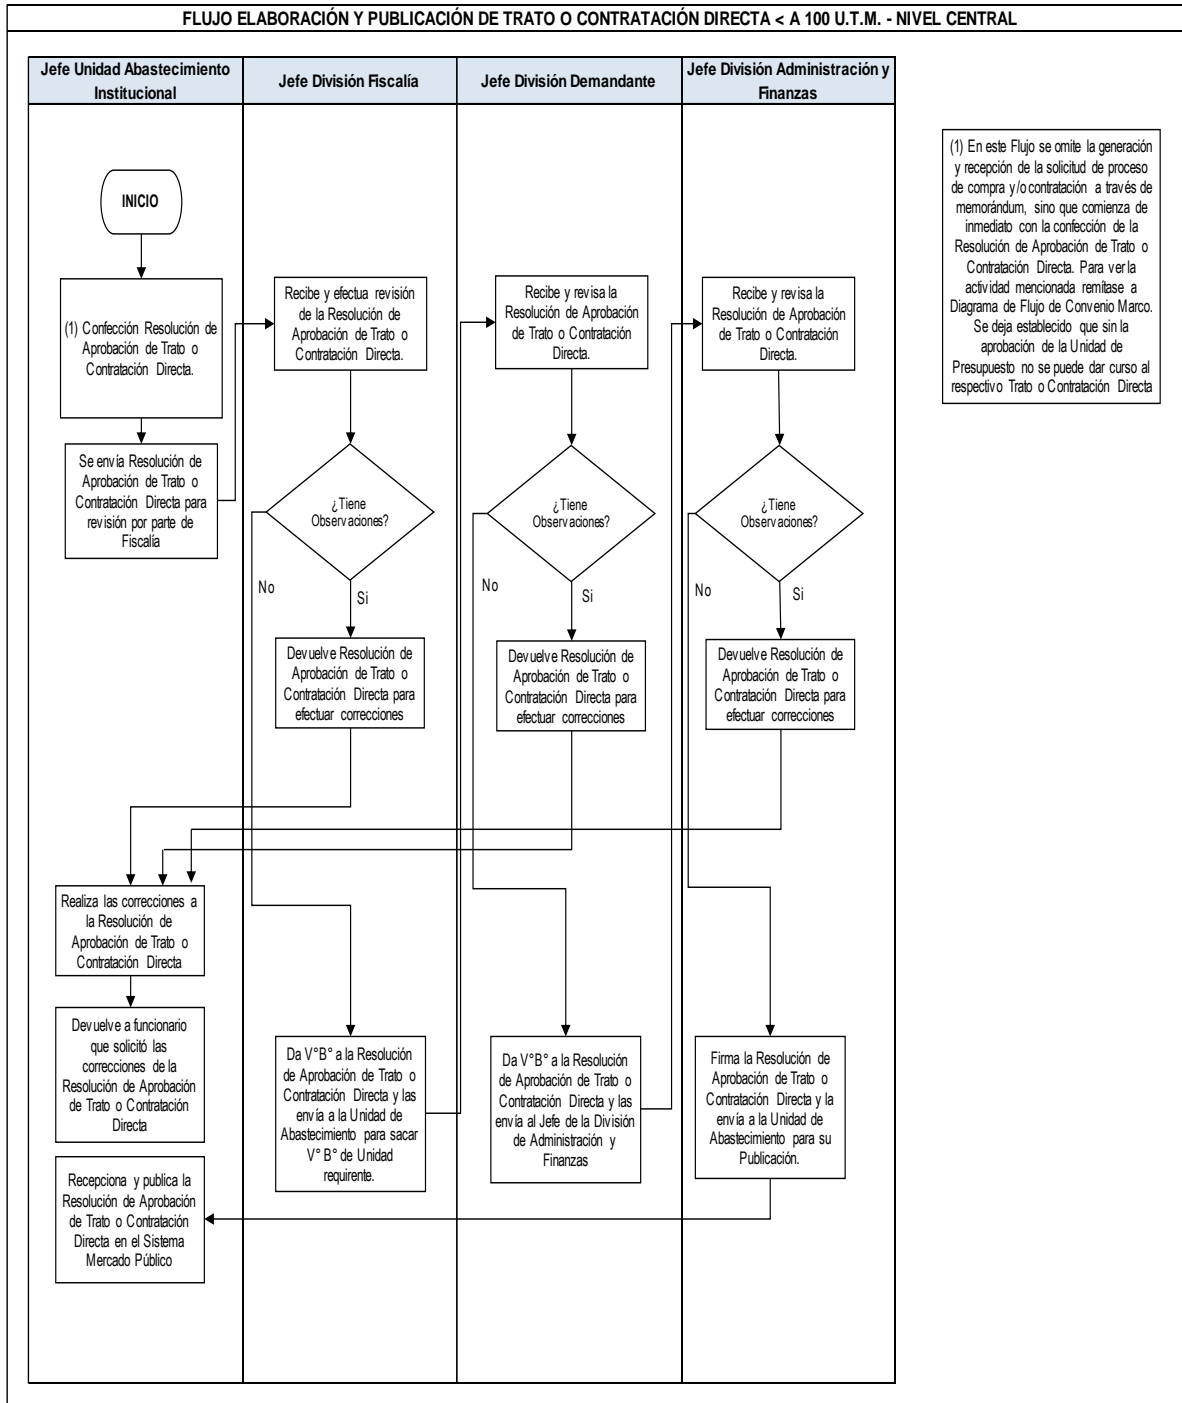 FLUJO ELABORACIÓN Y PUBLICACIÓN DE TRATO O CONTRATACIÓN DIRECTA < A 100 U.T.M. - NIVEL CENTRAL
Jefe Unidad Abastecimiento
Institucional
Jefe División Fiscalía
Jefe División Demandante
Jefe División Administración y
Finanzas
INICIO
(1) Confección Resolución de
Aprobación de Trato o
Contratación Directa.
Se envía Resolución de
Aprobación de Trato o
Contratación Directa para
revisión por parte de
Fiscalía
Recibe y efectua revisión
de la Resolución de
Aprobación de Trato o
Contratación Directa.
Recibe y revisa la
Resolución de Aprobación
de Trato o Contratación
Directa.
Recibe y revisa la
Resolución de Aprobación
de Trato o Contratación
Directa.
(1) En este Flujo se omite la generación
y recepción de la solicitud de proceso
de compra y/o contratación a través de
memorándum, sino que comienza de
inmediato con la confección de la
Resolución de Aprobación de Trato o
Contratación Directa. Para ver la
actividad mencionada remítase a
Diagrama de Flujo de Convenio Marco.
Se deja establecido que sin la
aprobación de la Unidad de
Presupuesto no se puede dar curso al
respectivo Trato o Contratación Directa
¿Tiene
Observaciones?
¿Tiene
Observaciones?
¿Tiene
Observaciones?
No
Si
No
Si
No
Si
Devuelve Resolución de
Aprobación de Trato o
Contratación Directa para
efectuar correcciones
Devuelve Resolución de
Aprobación de Trato o
Contratación Directa para
efectuar correcciones
Devuelve Resolución de
Aprobación de Trato o
Contratación Directa para
efectuar correcciones
Realiza las correcciones a
la Resolución de
Aprobación de Trato o
Contratación Directa
Devuelve a funcionario
que solicitó las
correcciones de la
Resolución de Aprobación
de Trato o Contratación
Directa
Da V°B° a la Resolución
de Aprobación de Trato o
Contratación Directa y las
envía a la Unidad de
Abastecimiento para sacar
V° B° de Unidad
requirente.
Da V°B° a la Resolución
de Aprobación de Trato o
Contratación Directa y las
envía al Jefe de la División
de Administración y
Finanzas
Firma la Resolución de
Aprobación de Trato o
Contratación Directa y la
envía a la Unidad de
Abastecimiento para su
Publicación.
Recepciona y publica la
Resolución de Aprobación
de Trato o Contratación
Directa en el Sistema
Mercado Público